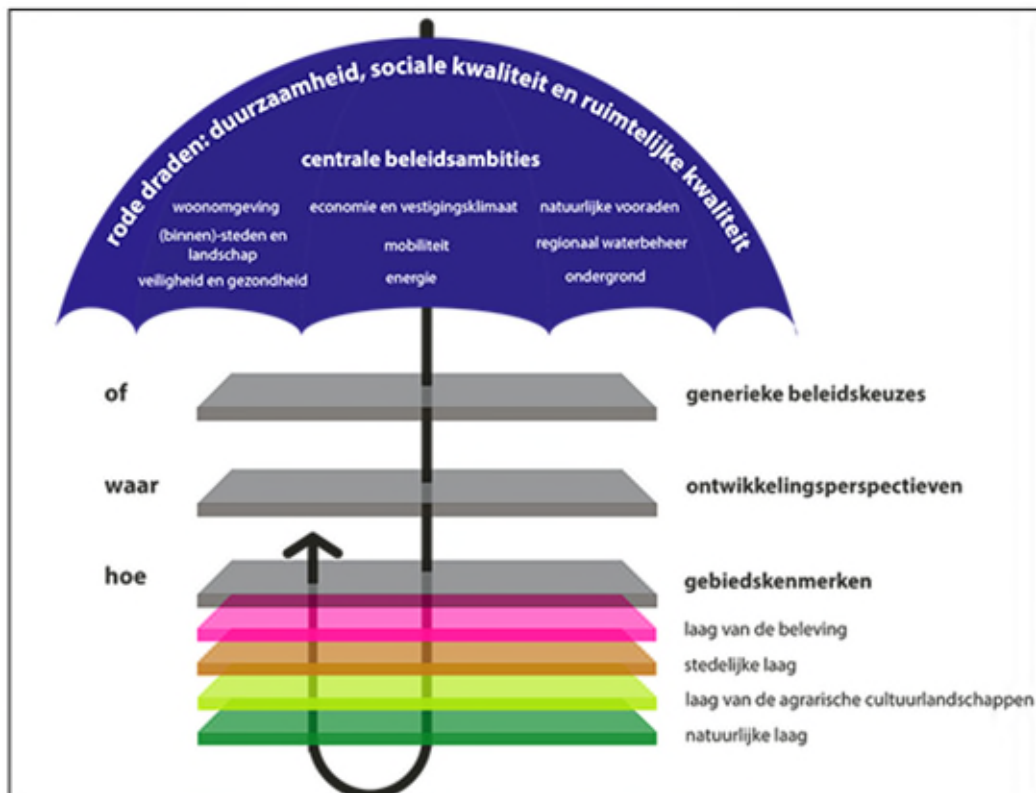 rode draden: duurzaamheid, sociale kwaliteit en ruimtelijke kwaliteit
centrale beleidsambities
woonomgeving
economie en vestigingsklimaat
natuurlijke vooraden
(binnen)-steden en
landschap
mobiliteit
regionaal waterbeheer
veiligheid en gezondheid
energie
ondergrond
of
generieke beleidskeuzes
waar
ontwikkelingsperspectieven
hoe
gebiedskenmerken
laag van de beleving
stedelijke laag
laag van de agrarische cultuurlandschappen
natuurlijke laag